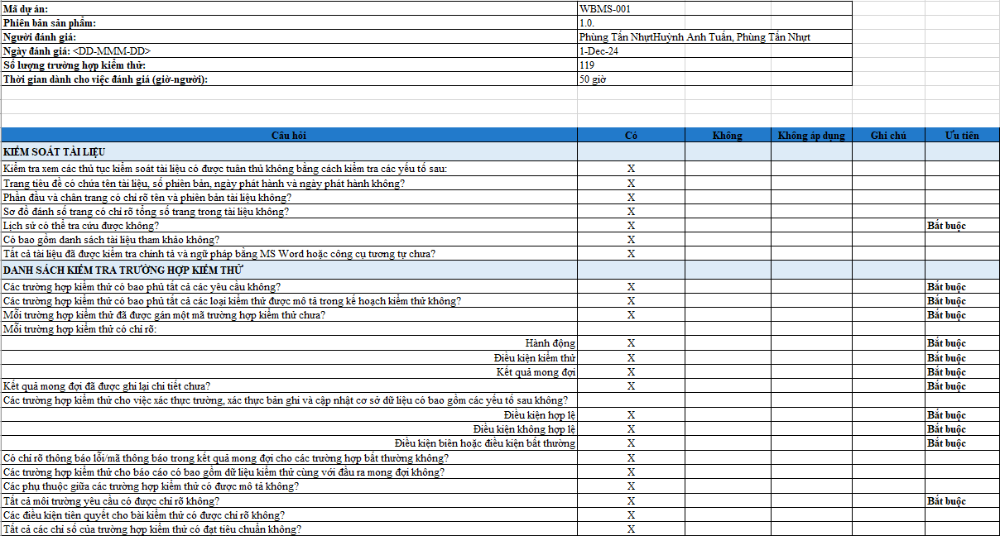 Mã dự án: WBMS-001
Phiên bản sản phẩm: 1.0.
Người đánh giá: Phùng Tấn NhựtHuỳnh Anh Tuấn, Phùng Tấn Nhựt
Ngày đánh giá: <DD-MMM-DD> 1-Dec-24
Số lượng trường hợp kiểm thử: 119
Thời gian dành cho việc đánh giá (giờ-người): 50 giờ
Câu hỏi Có Không Không áp dụng Ghi chú Ưu tiên
KIỂM SOÁT TÀI LIỆU
Kiểm tra xem các thủ tục kiểm soát tài liệu có được tuân thủ không bằng cách kiểm tra các yếu tố sau: X
Trang tiêu đề có chứa tên tài liệu, số phiên bản, ngày phát hành và ngày phát hành không? X
Phần đầu và chân trang có chỉ rõ tên và phiên bản tài liệu không? X
Sơ đồ đánh số trang có chỉ rõ tổng số trang trong tài liệu không? X
Lịch sử có thể tra cứu được không? X Bắt buộc
Có bao gồm danh sách tài liệu tham khảo không? X
Tất cả tài liệu đã được kiểm tra chính tả và ngữ pháp bằng MS Word hoặc công cụ tương tự chưa? X
DANH SÁCH KIỂM TRA TRƯỜNG HỢP KIỂM THỬ
Các trường hợp kiểm thử có bao phủ tất cả các yêu cầu không? X Bắt buộc
Các trường hợp kiểm thử có bao phủ tất cả các loại kiểm thử được mô tả trong kế hoạch kiểm thử không? X Bắt buộc
Mỗi trường hợp kiểm thử đã được gán một mã trường hợp kiểm thử chưa? X Bắt buộc
Mỗi trường hợp kiểm thử có chỉ rõ:
Hành động X Bắt buộc
Điều kiện kiểm thử X Bắt buộc
Kết quả mong đợi X Bắt buộc
Kết quả mong đợi đã được ghi lại chi tiết chưa? X Bắt buộc
Các trường hợp kiểm thử cho việc xác thực trường, xác thực bản ghi và cập nhật cơ sở dữ liệu có bao gồm các yếu tố sau không?
Điều kiện hợp lệ X Bắt buộc
Điều kiện không hợp lệ X Bắt buộc
Điều kiện biên hoặc điều kiện bất thường X Bắt buộc
Có chỉ rõ thông báo lỗi/mã thông báo trong kết quả mong đợi cho các trường hợp bất thường không? X
Các trường hợp kiểm thử cho báo cáo có bao gồm dữ liệu kiểm thử cùng với đầu ra mong đợi không? X
Các phụ thuộc giữa các trường hợp kiểm thử có được mô tả không? X
Tất cả môi trường yêu cầu có được chỉ rõ không? X Bắt buộc
Các điều kiện tiên quyết cho bài kiểm thử có được chỉ rõ không? X
Tất cả các chỉ số của trường hợp kiểm thử có đạt tiêu chuẩn không? X